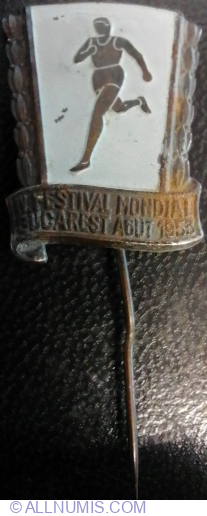 FESTIVAL MONDIAL
BUCAREST AOUT 1953
© ALLNUMIS.COM